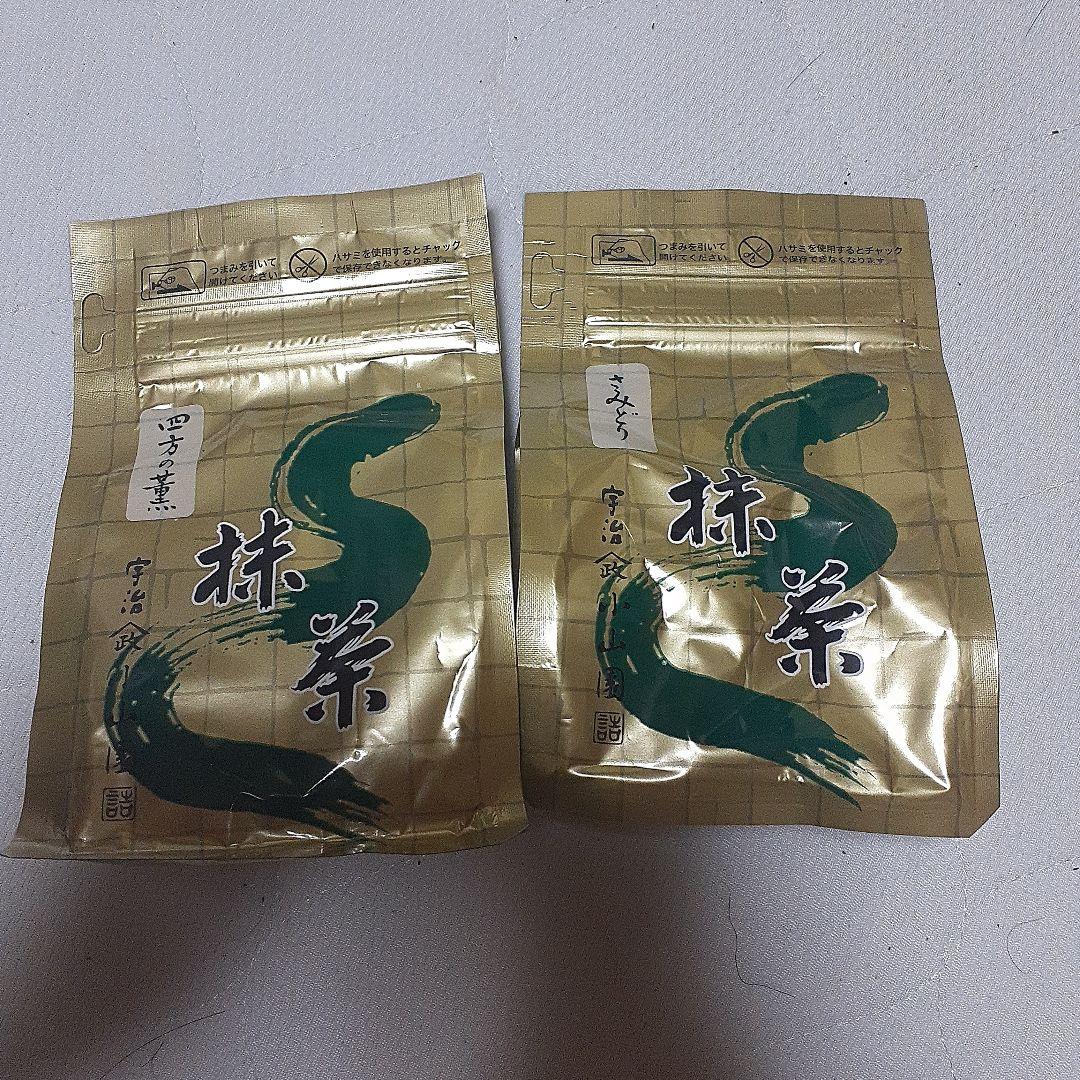 つまみを引いて
開けてください
ハサミを使用するとチャック
で保存できなくなります。
四方の薫
抹茶
宇治政小山園
詰
つまみを引いて
開けてください
ハサミを使用するとチャック
で保存できなくなります。
さみどり
抹茶
宇治政小山園
詰